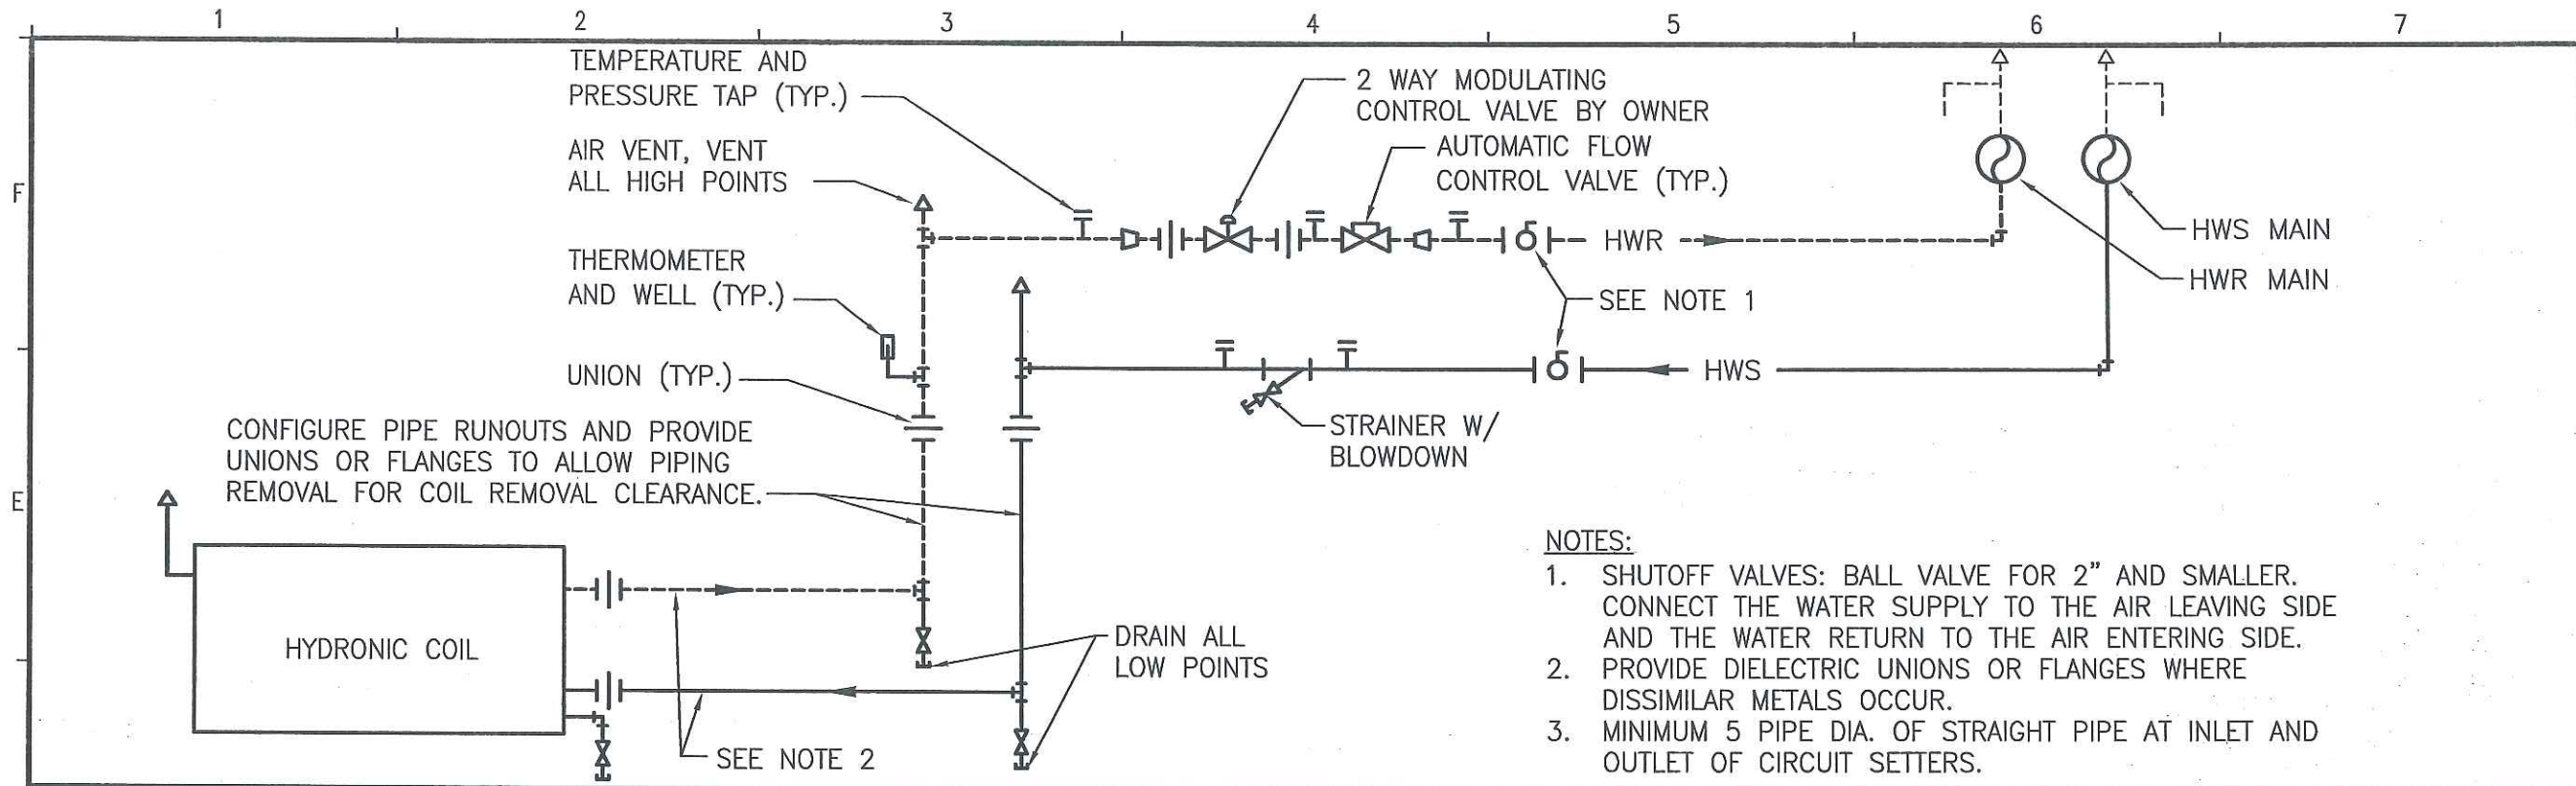 1 2 3 4 5 6 7
F
E
TEMPERATURE AND
PRESSURE TAP (TYP.)
2 WAY MODULATING
CONTROL VALVE BY OWNER
AUTOMATIC FLOW
CONTROL VALVE (TYP.)
AIR VENT, VENT
ALL HIGH POINTS
HWR
HWS MAIN
HWR MAIN
THERMOMETER
AND WELL (TYP.)
SEE NOTE 1
UNION (TYP.)
HWS
STRAINER W/
BLOWDOWN
CONFIGURE PIPE RUNOUTS AND PROVIDE
UNIONS OR FLANGES TO ALLOW PIPING
REMOVAL FOR COIL REMOVAL CLEARANCE.
HYDRONIC COIL
DRAIN ALL
LOW POINTS
SEE NOTE 2
NOTES:
1. SHUTOFF VALVES: BALL VALVE FOR 2" AND SMALLER.
CONNECT THE WATER SUPPLY TO THE AIR LEAVING SIDE
AND THE WATER RETURN TO THE AIR ENTERING SIDE.
2. PROVIDE DIELECTRIC UNIONS OR FLANGES WHERE
DISSIMILAR METALS OCCUR.
3. MINIMUM 5 PIPE DIA. OF STRAIGHT PIPE AT INLET AND
OUTLET OF CIRCUIT SETTERS.